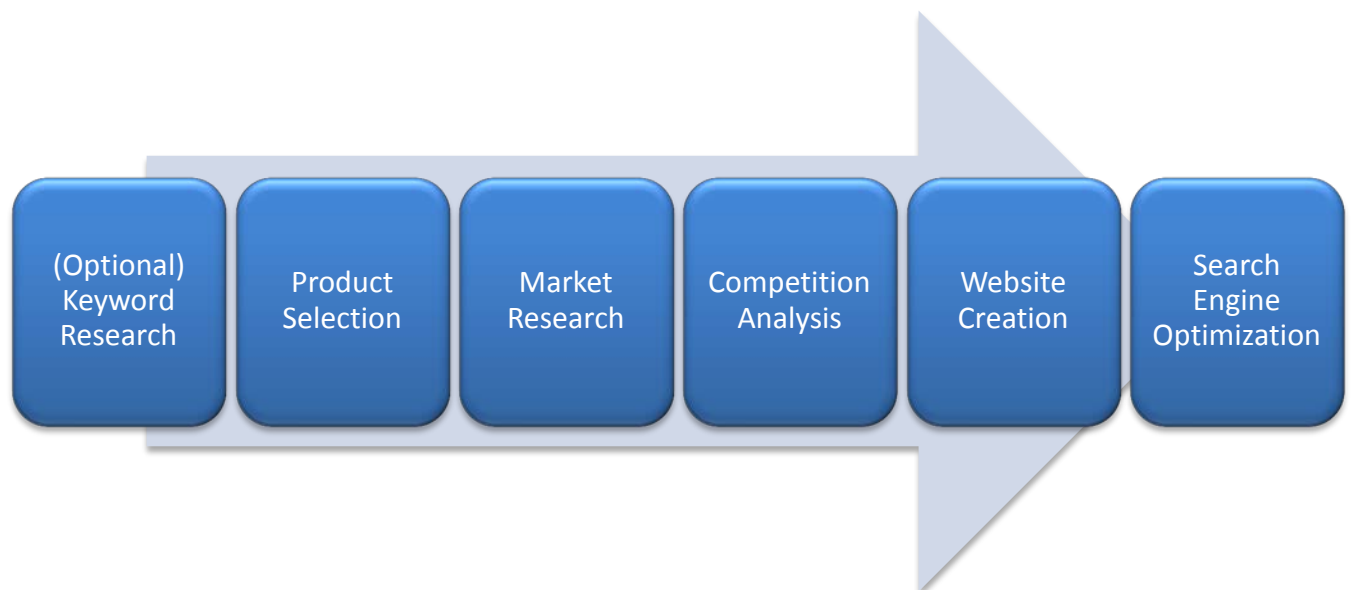 (Optional)
Keyword
Research
Product
Selection
Market
Research
Competition
Analysis
Website
Creation
Search
Engine
Optimization